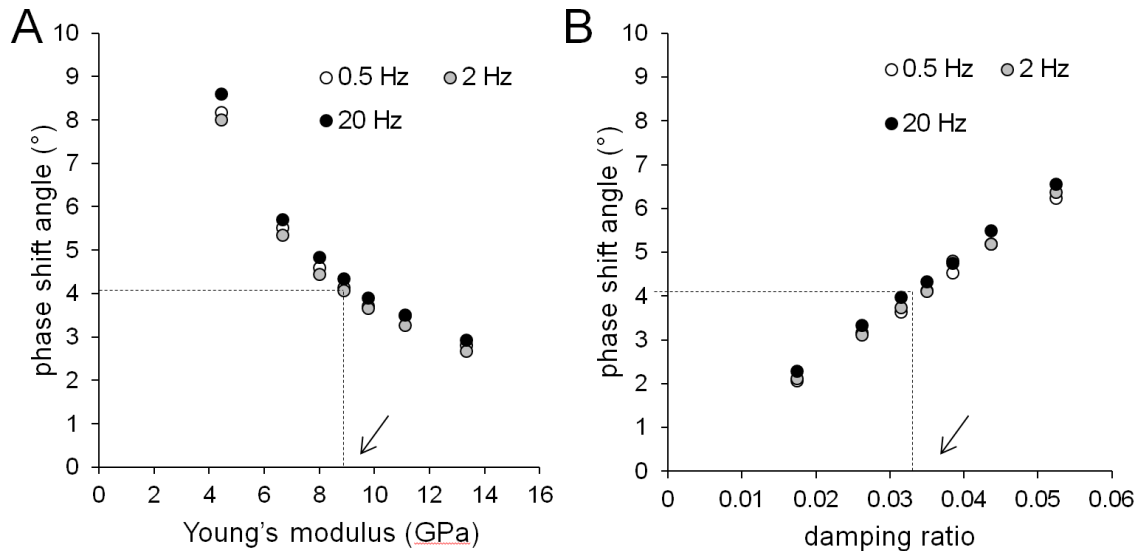 A
10
9
8
7
6
5
4
3
2
1
0
phase shift angle (°)
0.5 Hz
2 Hz
20 Hz
0 2 4 6 8 10 12 14 16
Young's modulus (GPa)
B
10
9
8
7
6
5
4
3
2
1
0
phase shift angle (°)
0.5 Hz
2 Hz
20 Hz
0 0.01 0.02 0.03 0.04 0.05 0.06
damping ratio